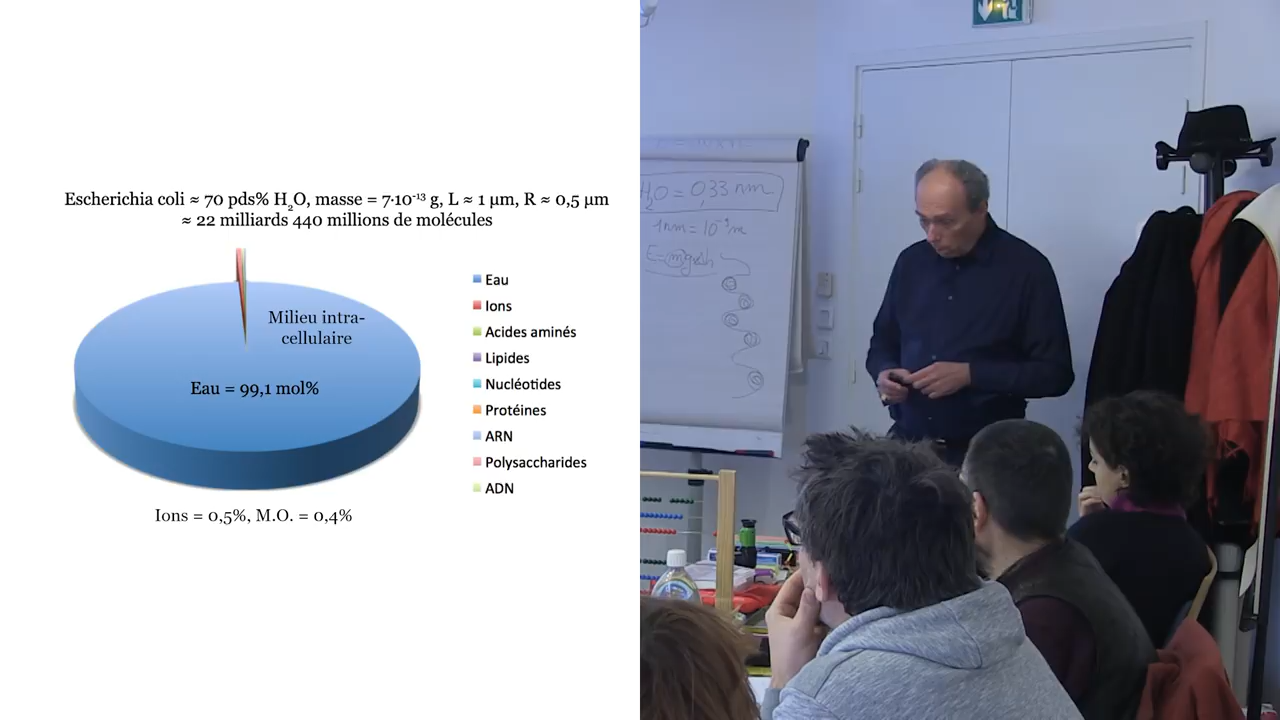 Escherichia coli ≈ 70 pds% H₂O, masse = 7·10⁻¹³ g, L ≈ 1 µm, R ≈ 0,5 µm
≈ 22 milliards 440 millions de molécules
Milieu intra-
cellulaire
Eau = 99,1 mol%
Ions = 0,5%, M.O. = 0,4%
Eau
Ions
Acides aminés
Lipides
Nucléotides
Protéines
ARN
Polysaccharides
ADN
H₂O = 0,33 nm
1nm = 10⁻⁹m